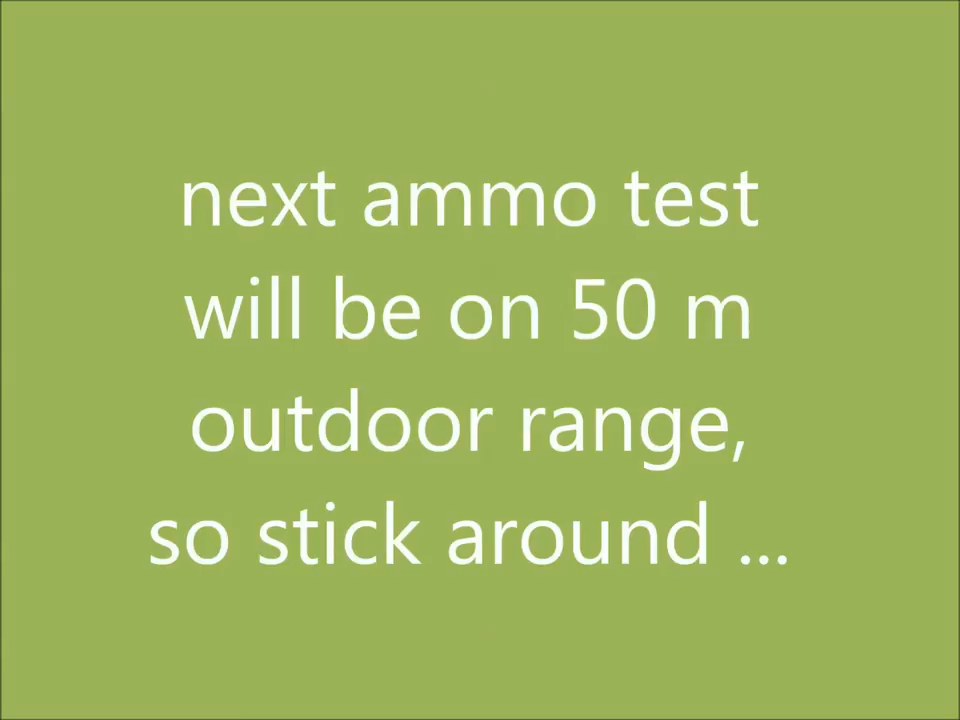 next ammo test
will be on 50 m
outdoor range,
so stick around ...